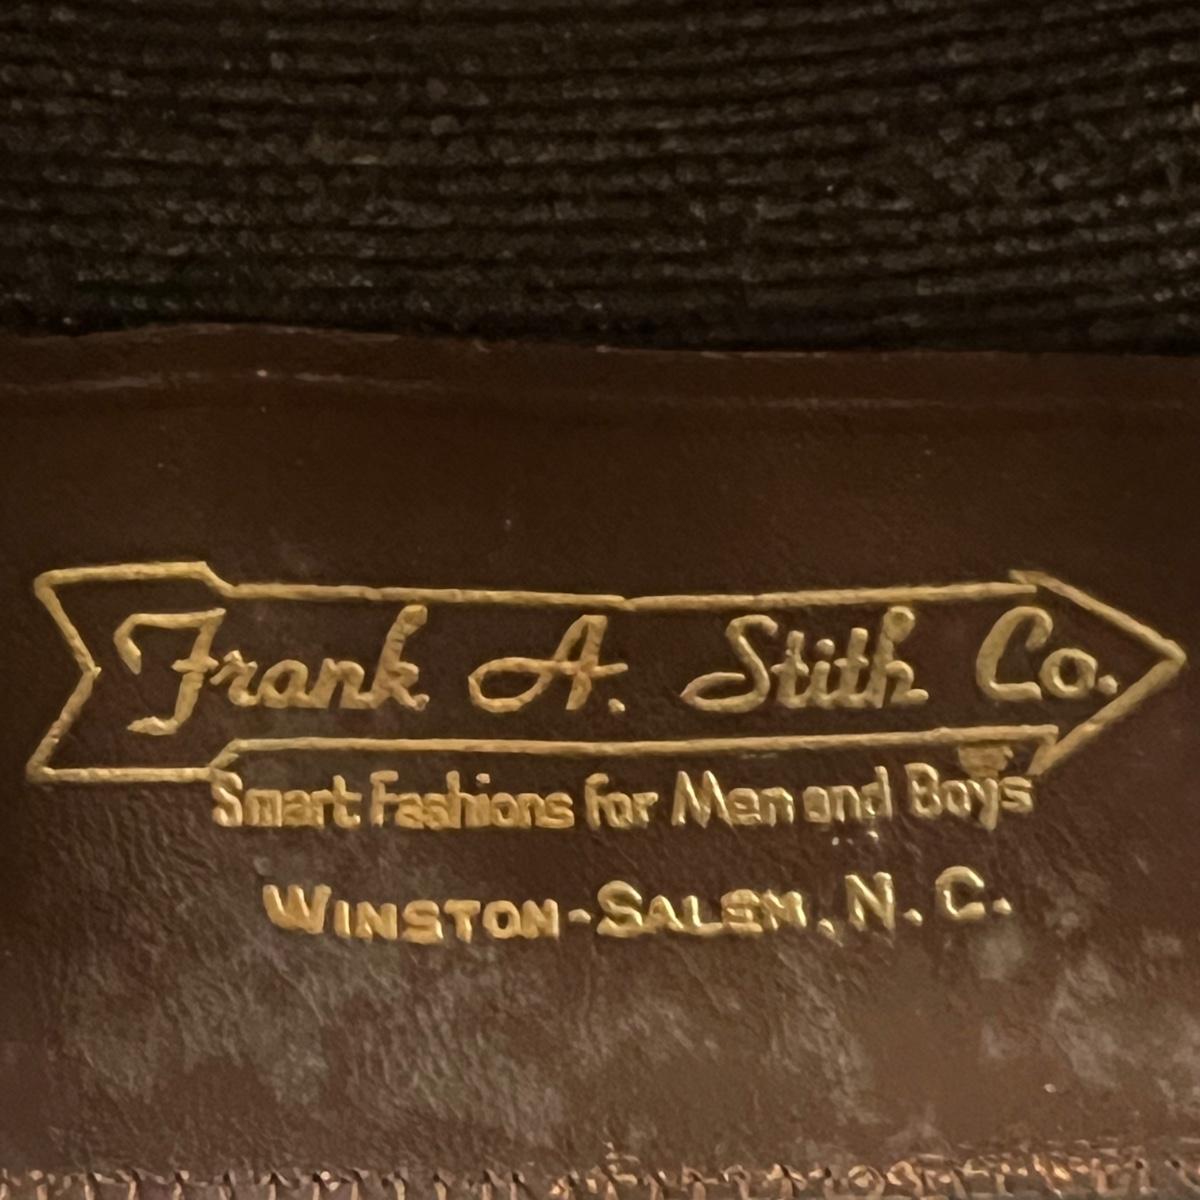 Frank A. Stith Co.
Smart Fashions for Men and Boys
WINSTON-SALEM, N. C.